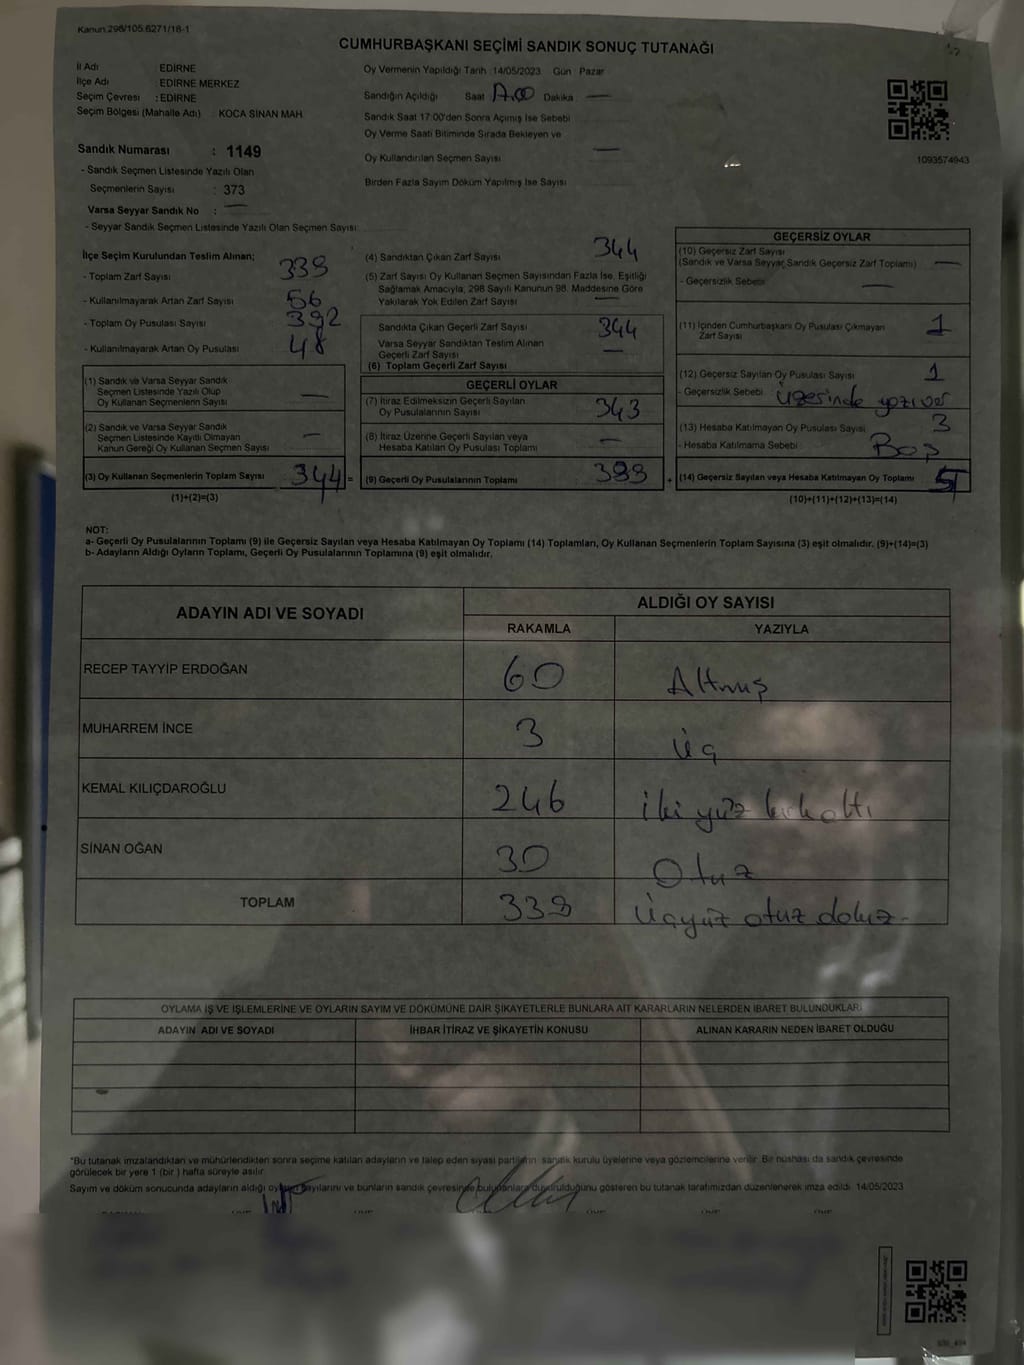 Kanun 298/105.6271/18-1
CUMHURBAŞKANI SEÇİMİ SANDIK SONUÇ TUTANAĞI
İl Adı EDİRNE
İlçe Adı EDİRNE MERKEZ
Seçim Çevresi : EDİRNE
Seçim Bölgesi (Mahalle Adı) KOCA SİNAN MAH.
Sandık Numarası : 1149
- Sandık Seçmen Listesinde Yazılı Olan
Seçmenlerin Sayısı : 373
Varsa Seyyar Sandık No : —
- Seyyar Sandık Seçmen Listesinde Yazılı Olan Seçmen Sayısı
Oy Vermenin Yapıldığı Tarih 14/05/2023 Gün Pazar
Sandığın Açıldığı Saat Dakika —
Sandık Saat 17:00'den Sonra Açımış İse Sebebi
Oy Verme Saati Bitiminde Sırada Bekleyen ve
Oy Kullandırılan Seçmen Sayısı —
Birden Fazla Sayım Döküm Yapılmış İse Sayısı
1093574943
İlçe Seçim Kurulundan Teslim Alınan;
- Toplam Zarf Sayısı
- Kullanılmayarak Artan Zarf Sayısı 56
- Toplam Oy Pusulası Sayısı 392
- Kullanılmayarak Artan Oy Pusulası 48
(1) Sandık ve Varsa Seyyar Sandık
Seçmen Listesinde Yazılı Olup
Oy Kullanan Seçmenlerin Sayısı —
(2) Sandık ve Varsa Seyyar Sandık
Seçmen Listesinde Kayıtlı Olmayan
Kanun Gereği Oy Kullanan Seçmen Sayısı —
(3) Oy Kullanan Seçmenlerin Toplam Sayısı 344 =
(1)+(2)=(3)
(4) Sandıktan Çıkan Zarf Sayısı 344
(5) Zarf Sayısı Oy Kullanan Seçmen Sayısından Fazla İse, Eşitliği
Sağlamak Amacıyla, 298 Sayılı Kanunun 98. Maddesine Göre
Yakılarak Yok Edilen Zarf Sayısı —
Sandıkta Çıkan Geçerli Zarf Sayısı 344
Varsa Seyyar Sandıktan Teslim Alınan
Geçerli Zarf Sayısı —
(6) Toplam Geçerli Zarf Sayısı
GEÇERLİ OYLAR
(7) İtiraz Edilmeksizin Geçerli Sayılan
Oy Pusulalarının Sayısı 343
(8) İtiraz Üzerine Geçerli Sayılan veya
Hesaba Katılan Oy Pusulası Toplamı —
(9) Geçerli Oy Pusulalarının Toplamı +
GEÇERSİZ OYLAR
(10) Geçersiz Zarf Sayısı
(Sandık ve Varsa Seyyar Sandık Geçersiz Zarf Toplamı) —
- Geçersizlik Sebebi —
(11) İçinden Cumhurbaşkanı Oy Pusulası Çıkmayan
Zarf Sayısı 1
(12) Geçersiz Sayılan Oy Pusulası Sayısı 1
- Geçersizlik Sebebi üzerinde yazı var
(13) Hesaba Katılmayan Oy Pusulası Sayısı 3
- Hesaba Katılmama Sebebi Boş
(14) Geçersiz Sayılan veya Hesaba Katılmayan Oy Toplamı 5
(10)+(11)+(12)+(13)=(14)
NOT:
a- Geçerli Oy Pusulalarının Toplamı (9) ile Geçersiz Sayılan veya Hesaba Katılmayan Oy Toplamı (14) Toplamları, Oy Kullanan Seçmenlerin Toplam Sayısına (3) eşit olmalıdır. (9)+(14)=(3)
b- Adayların Aldığı Oyların Toplamı, Geçerli Oy Pusulalarının Toplamına (9) eşit olmalıdır.
ADAYIN ADI VE SOYADI ALDIĞI OY SAYISI
RAKAMLA YAZIYLA
RECEP TAYYİP ERDOĞAN 60 Altmış
MUHARREM İNCE 3 Üç
KEMAL KILIÇDAROĞLU 246 iki yüz kırkaltı
SİNAN OĞAN 30 Otuz
TOPLAM 339 Üçyüz otuz dokuz
OYLAMA İŞ VE İŞLEMLERİNE VE OYLARIN SAYIM VE DÖKÜMÜNE DAİR ŞİKAYETLERLE BUNLARA AİT KARARLARIN NELERDEN İBARET BULUNDUKLARI
ADAYIN ADI VE SOYADI İHBAR İTİRAZ VE ŞİKAYETİN KONUSU ALINAN KARARIN NEDEN İBARET OLDUĞU
"Bu tutanak imzalandıktan ve mühürlendikten sonra seçime katılan adayların ve talep eden siyasi partilerin sandık kurulu üyelerine veya gözlemcilerine verilir. Bir nüshası da sandık çevresinde
görülecek bir yere 1 (bir ) hafta süreyle asılır.
Sayım ve döküm sonucunda adayların aldığı oy sayılarını ve bunların sandık çevresinde bulunanlara duyurulduğunu gösteren bu tutanak tarafımızdan düzenlenerek imza edildi. 14/05/2023